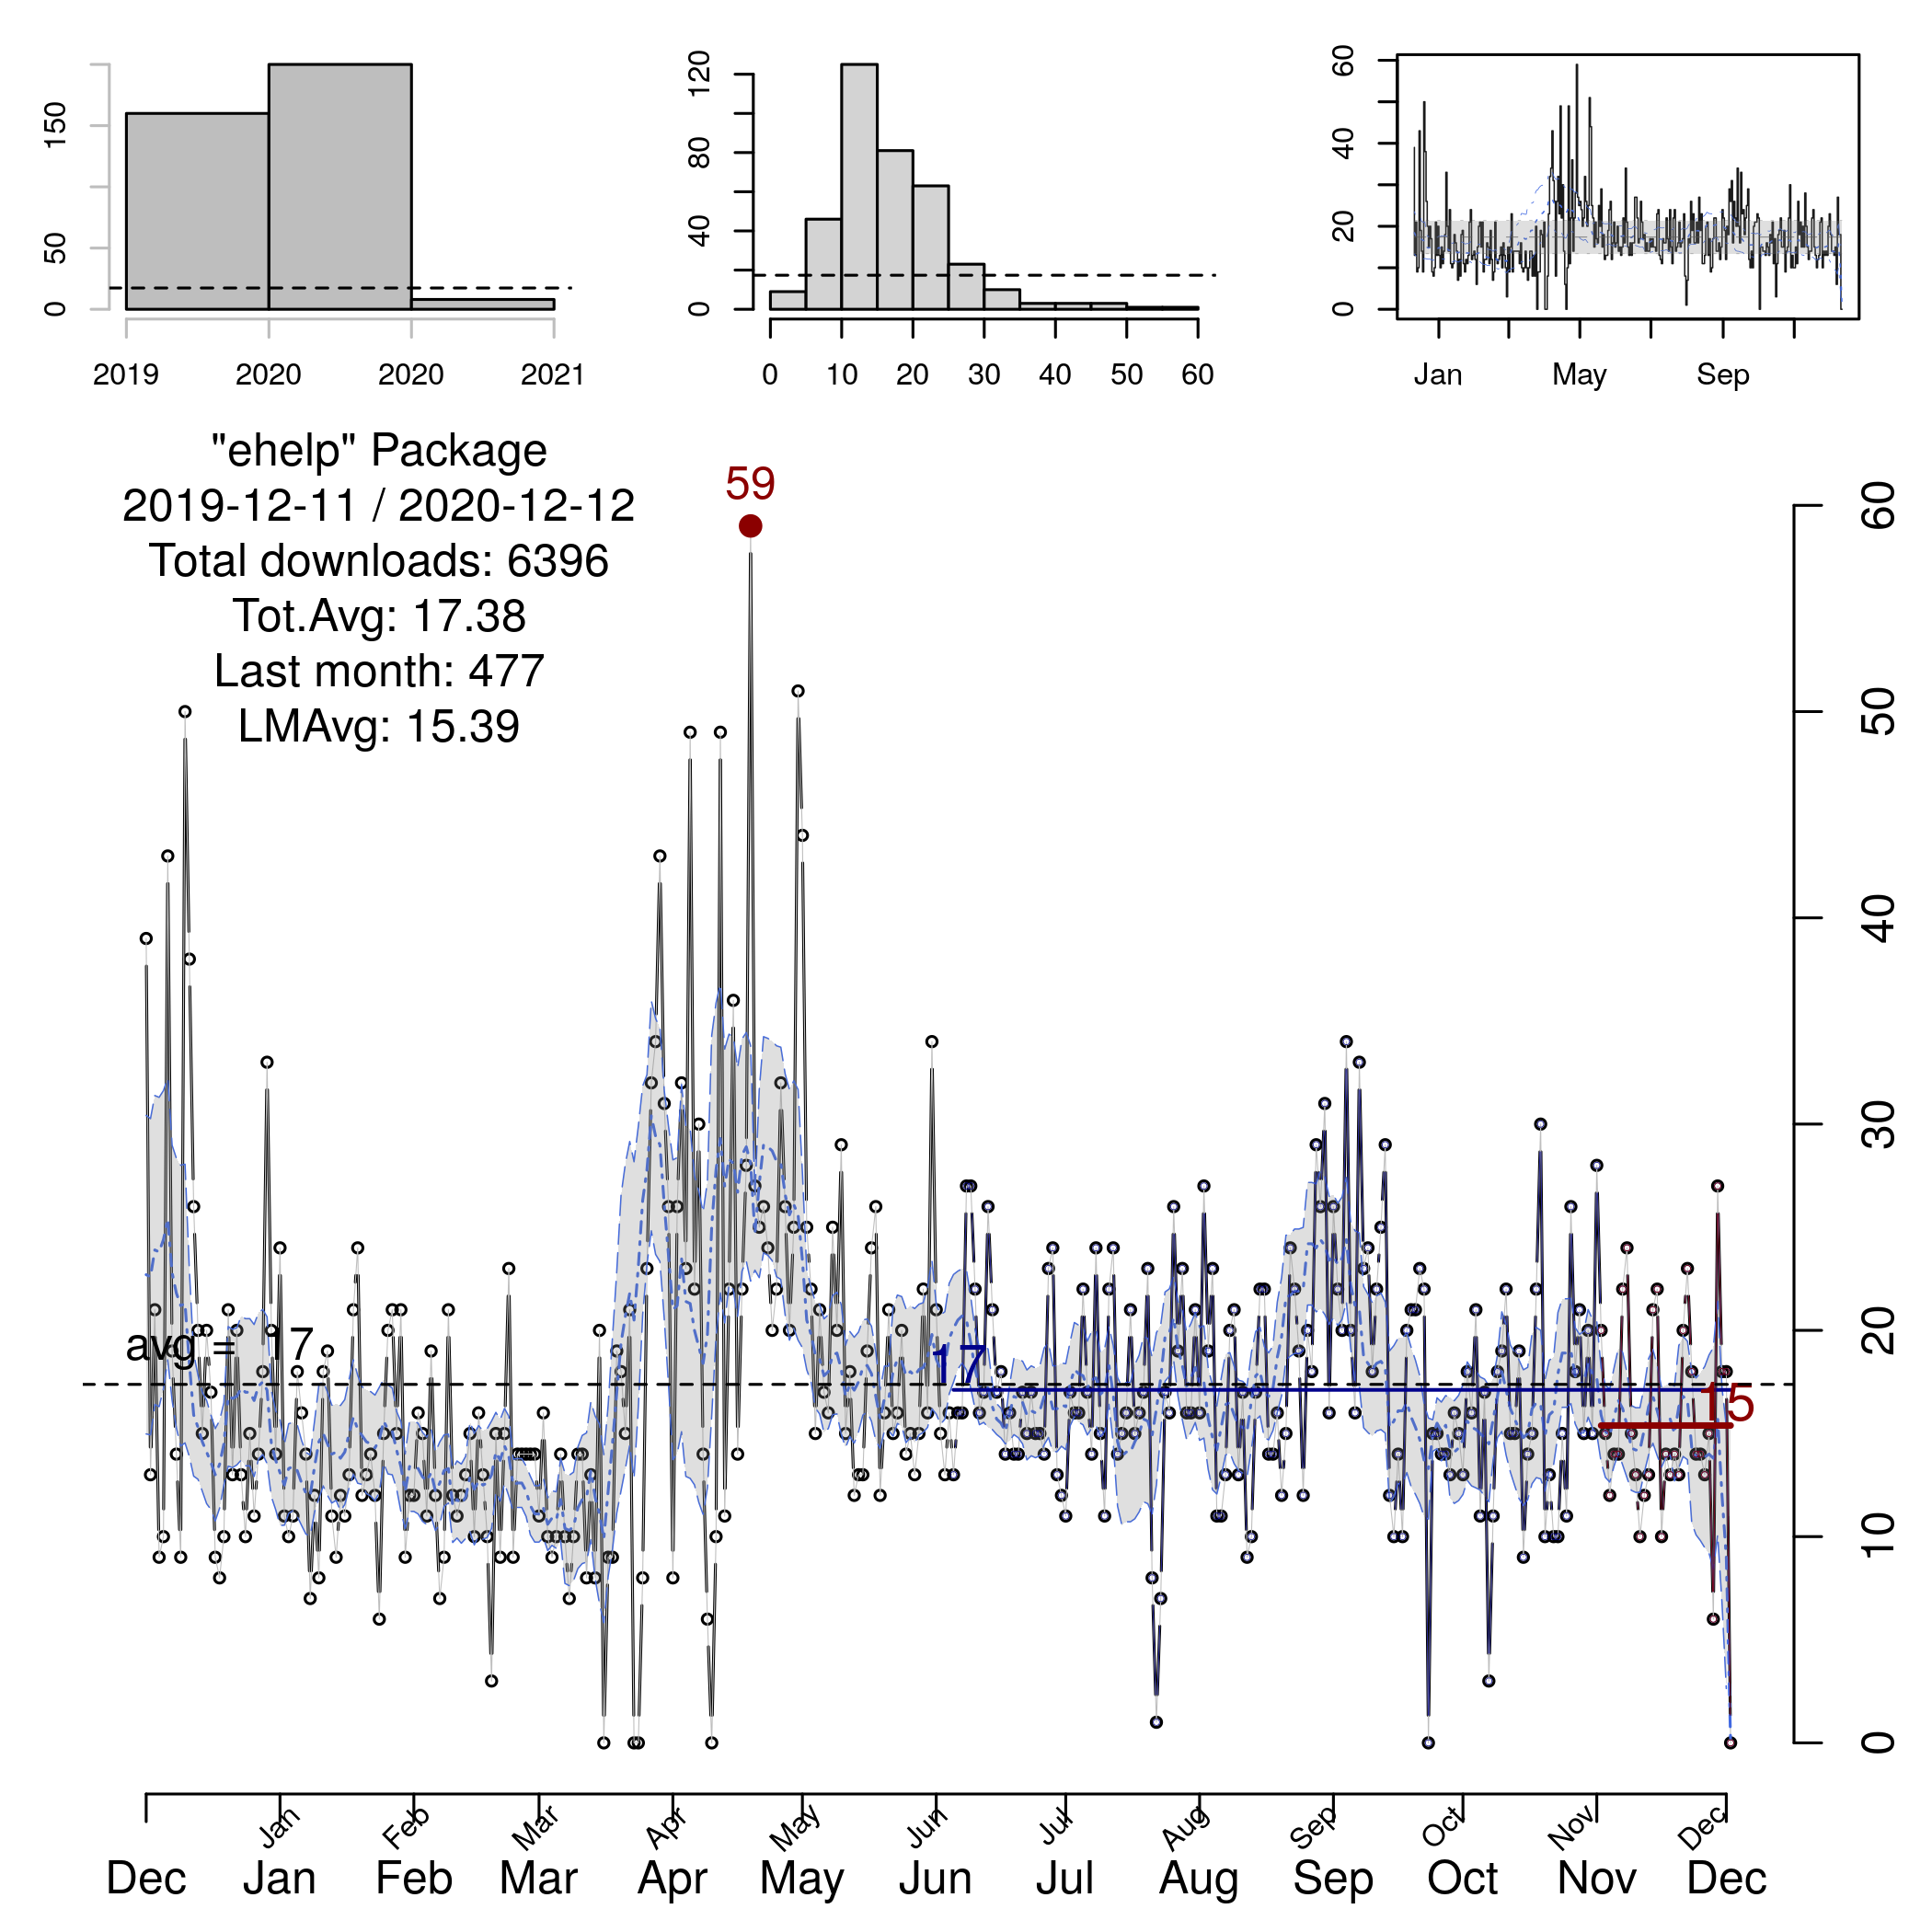 150
50
0
2019 2020 2020 2021
120
80
40
0
0 10 20 30 40 50 60
60
40
20
0
Jan May Sep
"ehelp" Package
2019-12-11 / 2020-12-12
Total downloads: 6396
Tot.Avg: 17.38
Last month: 477
LMAvg: 15.39
59
avg = 17
17
15
60
50
40
30
20
10
0
Jan Feb Mar Apr May Jun Jul Aug Sep Oct Nov Dec
Dec Jan Feb Mar Apr May Jun Jul Aug Sep Oct Nov Dec